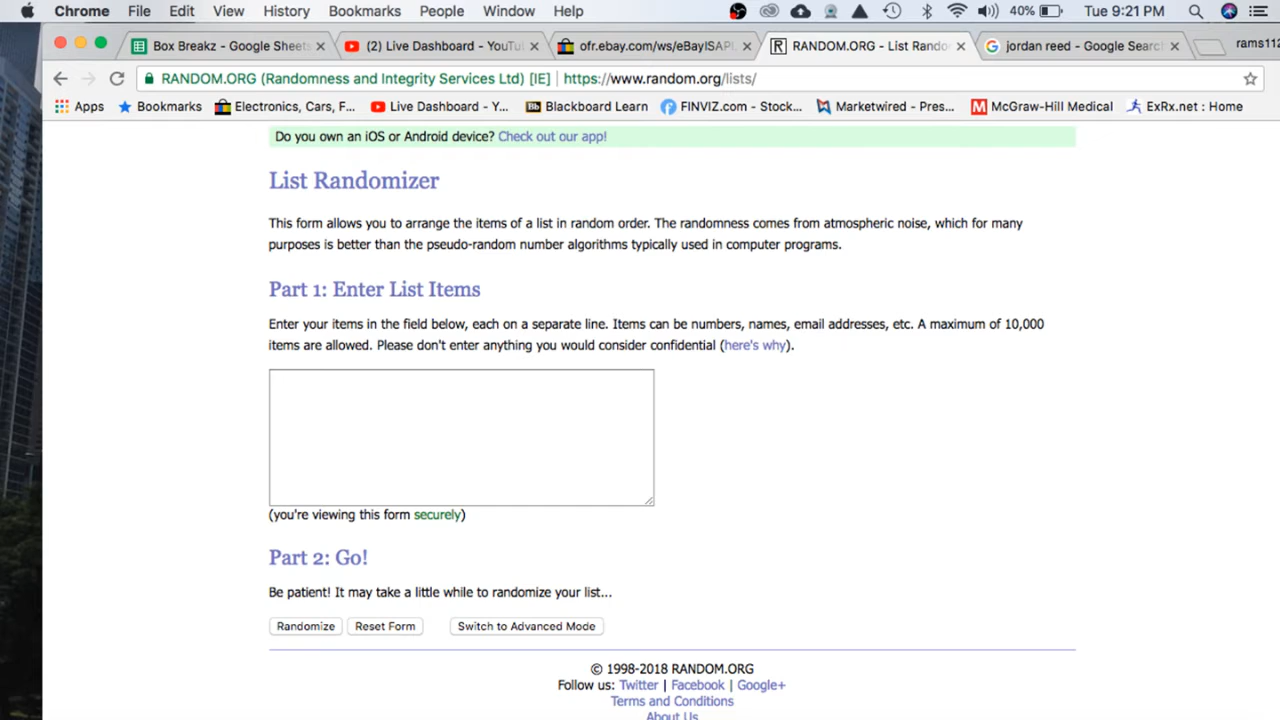 Chrome File Edit View History Bookmarks People Window Help 40% Tue 9:21 PM
Box Breakz - Google Sheets (2) Live Dashboard - YouTu ofr.ebay.com/ws/eBayISAPI. RANDOM.ORG - List Rando jordan reed - Google Search rams112
RANDOM.ORG (Randomness and Integrity Services Ltd) [IE] https://www.random.org/lists/
Apps Bookmarks Electronics, Cars, F... Live Dashboard - Y... Bb Blackboard Learn FINVIZ.com - Stock... Marketwired - Pres... M McGraw-Hill Medical ExRx.net : Home
Do you own an iOS or Android device? Check out our app!
List Randomizer
This form allows you to arrange the items of a list in random order. The randomness comes from atmospheric noise, which for many
purposes is better than the pseudo-random number algorithms typically used in computer programs.
Part 1: Enter List Items
Enter your items in the field below, each on a separate line. Items can be numbers, names, email addresses, etc. A maximum of 10,000
items are allowed. Please don't enter anything you would consider confidential (here's why).
(you're viewing this form securely)
Part 2: Go!
Be patient! It may take a little while to randomize your list...
Randomize Reset Form Switch to Advanced Mode
© 1998-2018 RANDOM.ORG
Follow us: Twitter | Facebook | Google+
Terms and Conditions
About Us